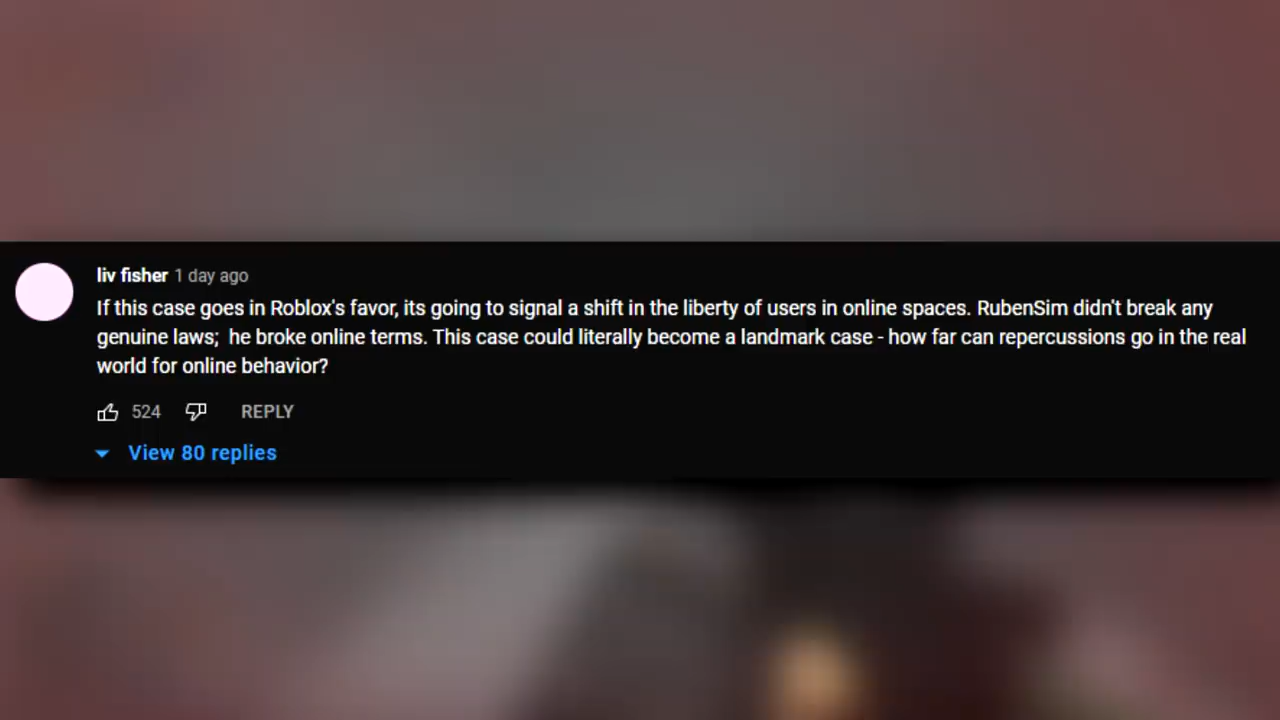 liv fisher 1 day ago
If this case goes in Roblox's favor, its going to signal a shift in the liberty of users in online spaces. RubenSim didn't break any
genuine laws;  he broke online terms. This case could literally become a landmark case - how far can repercussions go in the real
world for online behavior?
524 REPLY
View 80 replies